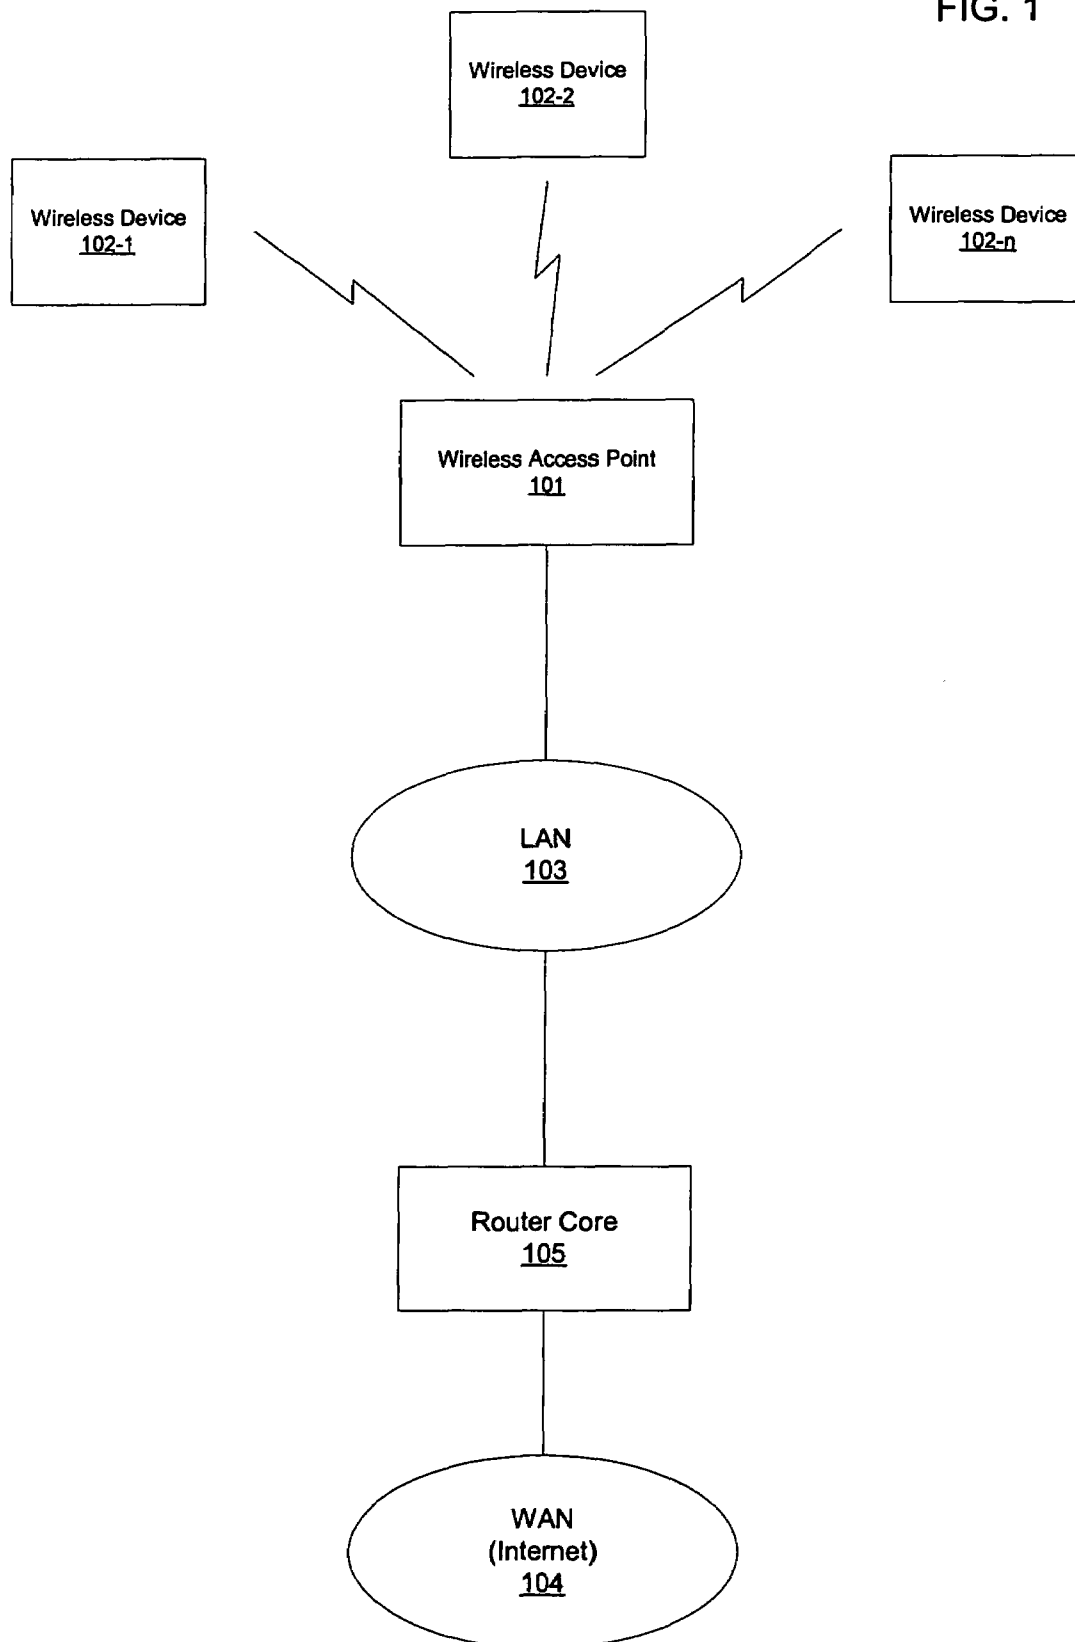 FIG. 1
Wireless Device
102-2
Wireless Device
102-1
Wireless Device
102-n
Wireless Access Point
101
LAN
103
Router Core
105
WAN
(Internet)
104